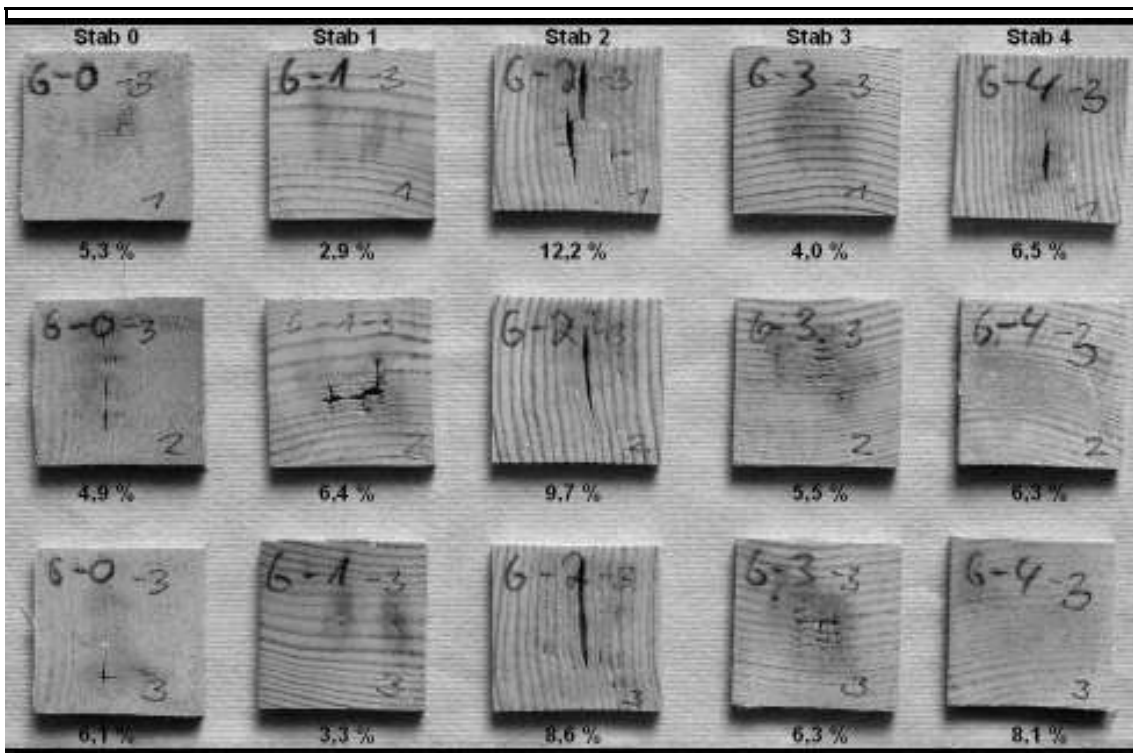 Stab 0 Stab 1 Stab 2 Stab 3 Stab 4
6-0 -3 6-1 -3 6-2 -3 6-3 -3 6-4 -3
1 1 1 1 1
5,3 % 2,9 % 12,2 % 4,0 % 6,5 %
6-0 -3 6-1-3 6-2 -3 6-3 3 6-4 -3
2 2 2 2 2
4,9 % 6,4 % 9,7 % 5,5 % 6,3 %
6-0 -3 6-1 -3 6-2 -3 6-3 -3 6-4 -3
3 3 3 3 3
6,1 % 3,3 % 8,6 % 6,3 % 8,1 %